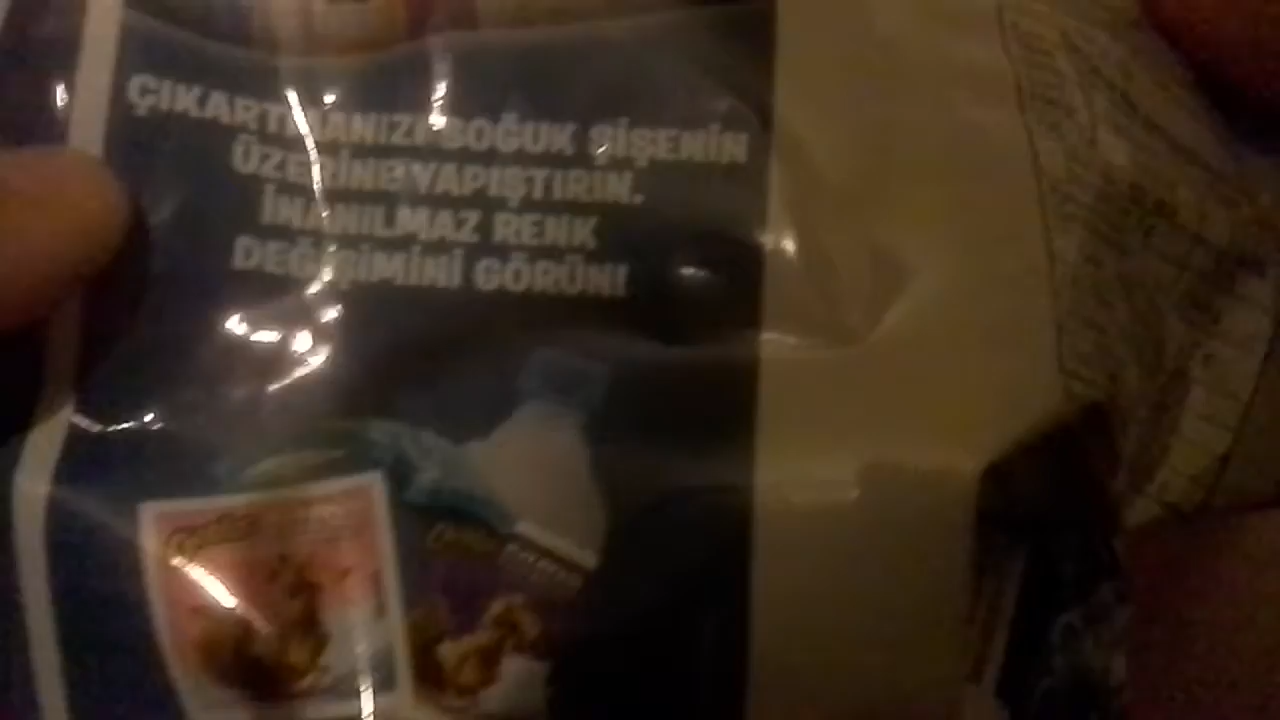 ÇIKARTMANIZI SOĞUK ŞİŞENİN
ÜZERİNE YAPIŞTIRIN.
İNANILMAZ RENK
DEĞİŞİMİNİ GÖRÜN!